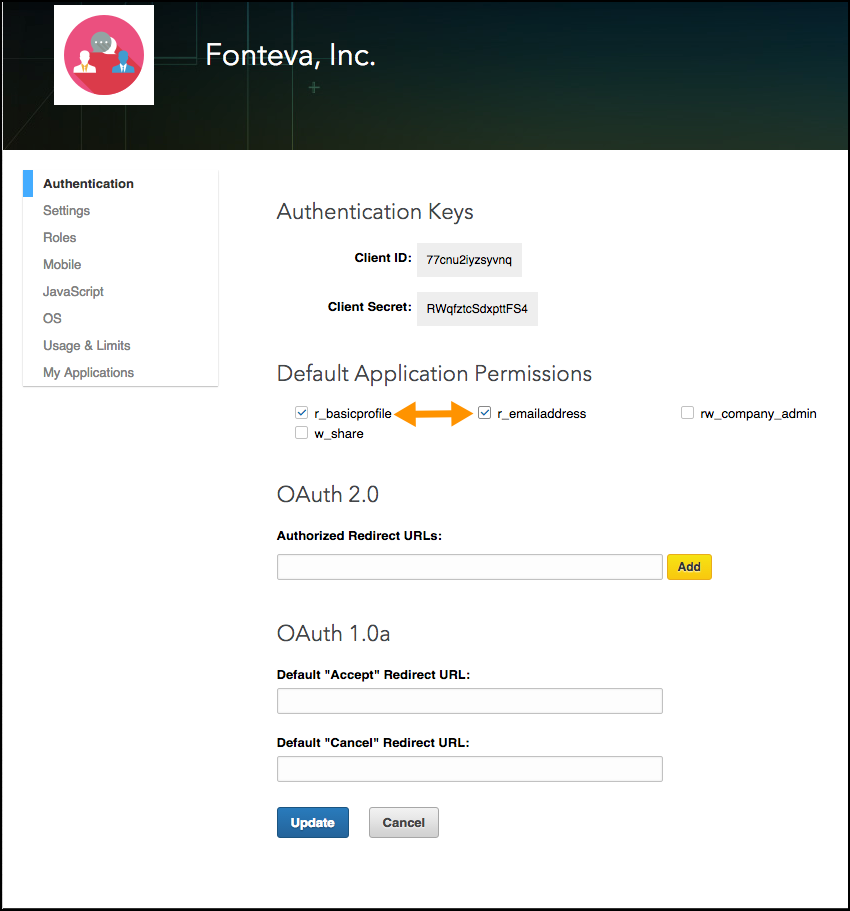 Fonteva, Inc.
Authentication
Settings
Roles
Mobile
JavaScript
OS
Usage & Limits
My Applications
Authentication Keys
Client ID: 77cnu2iyzsyvnq
Client Secret: RWqfztcSdxpttFS4
Default Application Permissions
r_basicprofile r_emailaddress rw_company_admin
w_share
OAuth 2.0
Authorized Redirect URLs:
Add
OAuth 1.0a
Default "Accept" Redirect URL:
Default "Cancel" Redirect URL:
Update Cancel